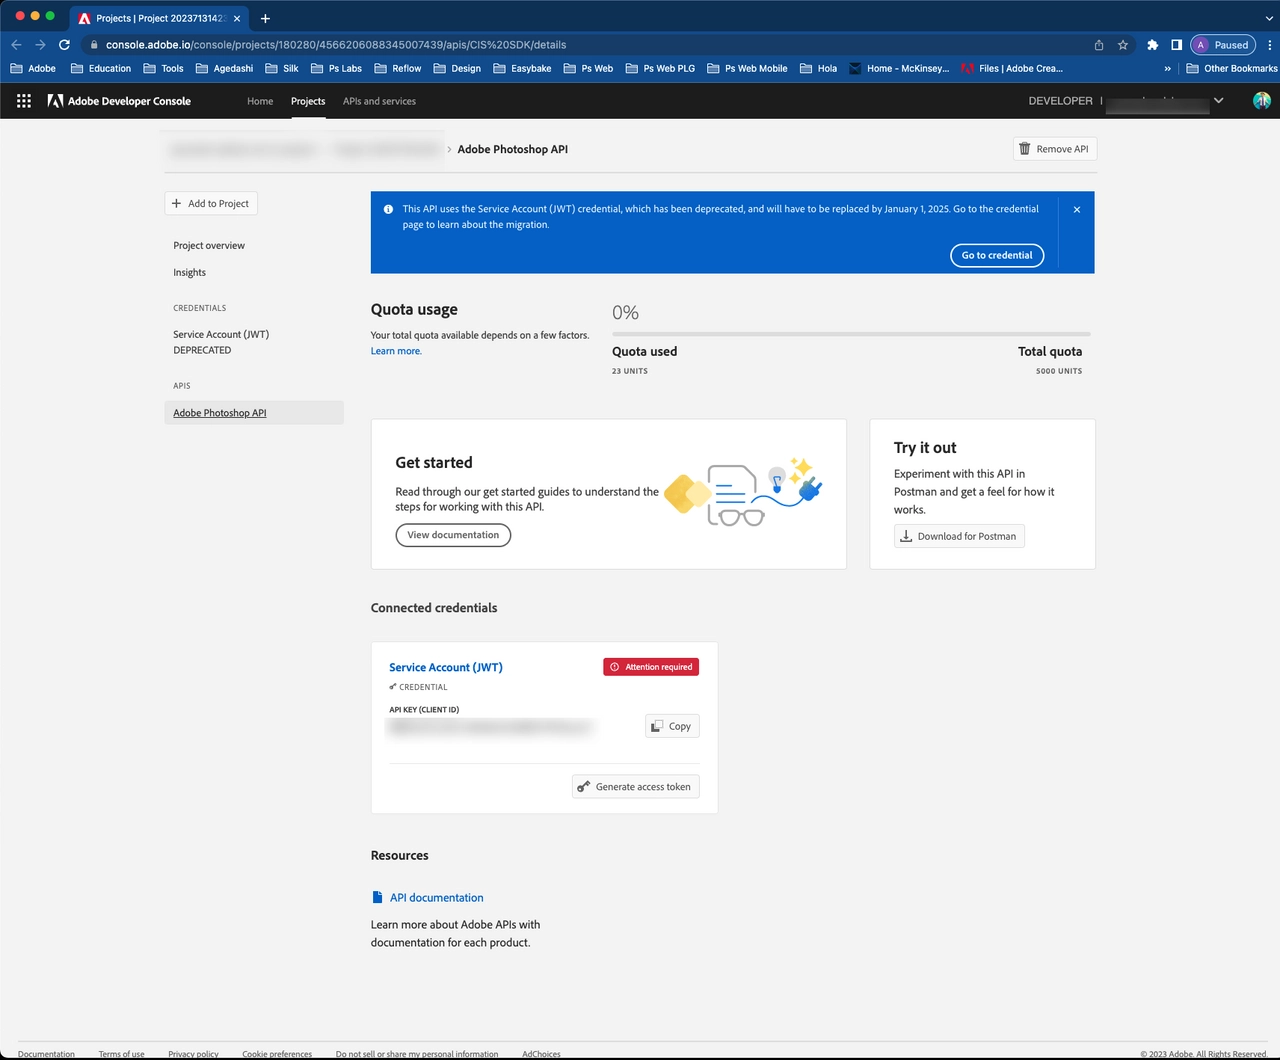 Projects | Project 20237131423
console.adobe.io/console/projects/180280/4566206088345007439/apis/CIS%20SDK/details
A Paused
Adobe Education Tools Agedashi Silk Ps Labs Reflow Design Easybake Ps Web Ps Web PLG Ps Web Mobile Hola Home - McKinsey... Files | Adobe Crea... » Other Bookmarks
Adobe Developer Console Home Projects APIs and services DEVELOPER |
Adobe Photoshop API
Remove API
Add to Project
This API uses the Service Account (JWT) credential, which has been deprecated, and will have to be replaced by January 1, 2025. Go to the credential
page to learn about the migration.
Go to credential
Project overview
Insights
CREDENTIALS
Service Account (JWT)
DEPRECATED
APIS
Adobe Photoshop API
Quota usage
Your total quota available depends on a few factors.
Learn more.
0%
Quota used Total quota
23 UNITS 5000 UNITS
Get started
Read through our get started guides to understand the
steps for working with this API.
View documentation
Try it out
Experiment with this API in
Postman and get a feel for how it
works.
Download for Postman
Connected credentials
Service Account (JWT)
Attention required
CREDENTIAL
API KEY (CLIENT ID)
Copy
Generate access token
Resources
API documentation
Learn more about Adobe APIs with
documentation for each product.
Documentation Terms of use Privacy policy Cookie preferences Do not sell or share my personal information AdChoices © 2023 Adobe. All Rights Reserved.